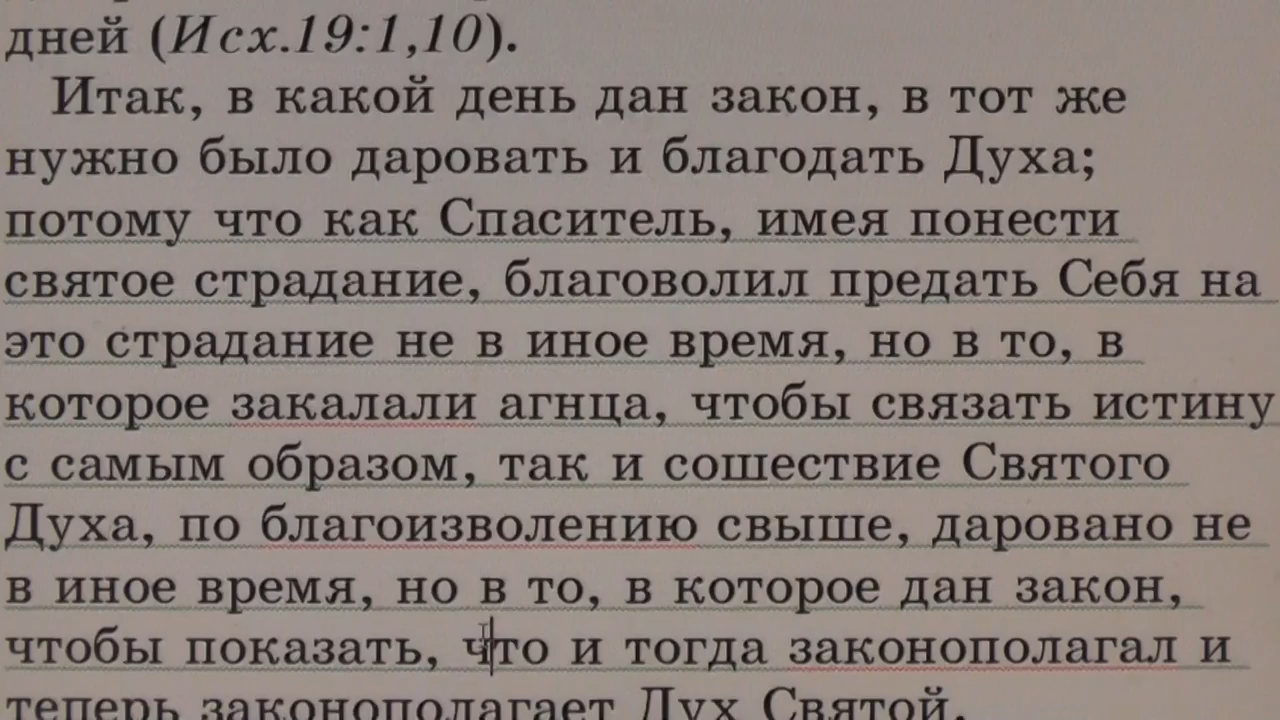 дней (Исх.19:1,10).
Итак, в какой день дан закон, в тот же
нужно было даровать и благодать Духа;
потому что как Спаситель, имея понести
святое страдание, благоволил предать Себя на
это страдание не в иное время, но в то, в
которое закалали агнца, чтобы связать истину
с самым образом, так и сошествие Святого
Духа, по благоизволению свыше, даровано не
в иное время, но в то, в которое дан закон,
чтобы показать, что и тогда законополагал и
теперь законополагает Дух Святой.